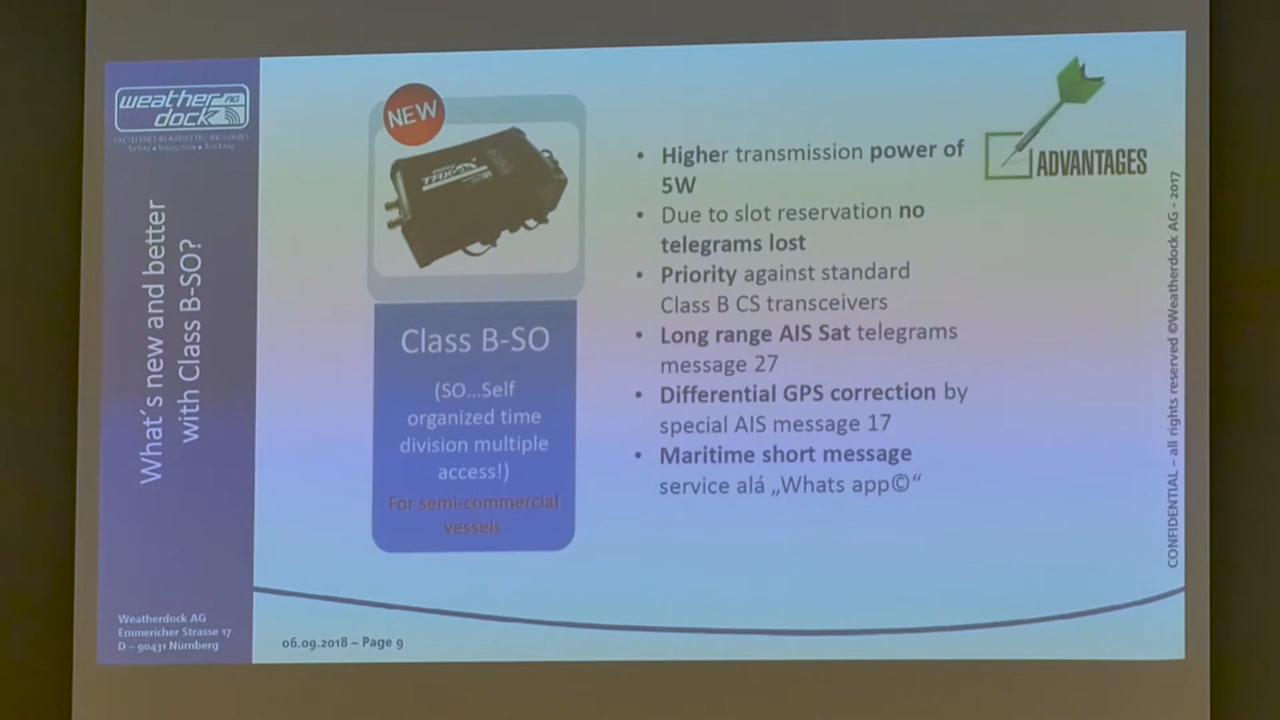 weather AG
dock
EXCELLENCE IN RADIO TECHNOLOGIES
Safety • Navigation • Tracking
What´s new and better
with Class B-SO?
Weatherdock AG
Emmericher Strasse 17
D – 90431 Nürnberg
NEW
TRX
Class B-SO
(SO...Self
organized time
division multiple
access!)
For semi-commercial
vessels
• Higher transmission power of
5W
• Due to slot reservation no
telegrams lost
• Priority against standard
Class B CS transceivers
• Long range AIS Sat telegrams
message 27
• Differential GPS correction by
special AIS message 17
• Maritime short message
service alá „Whats app©“
ADVANTAGES
CONFIDENTIAL – all rights reserved ©Weatherdock AG - 2017
06.09.2018 – Page 9